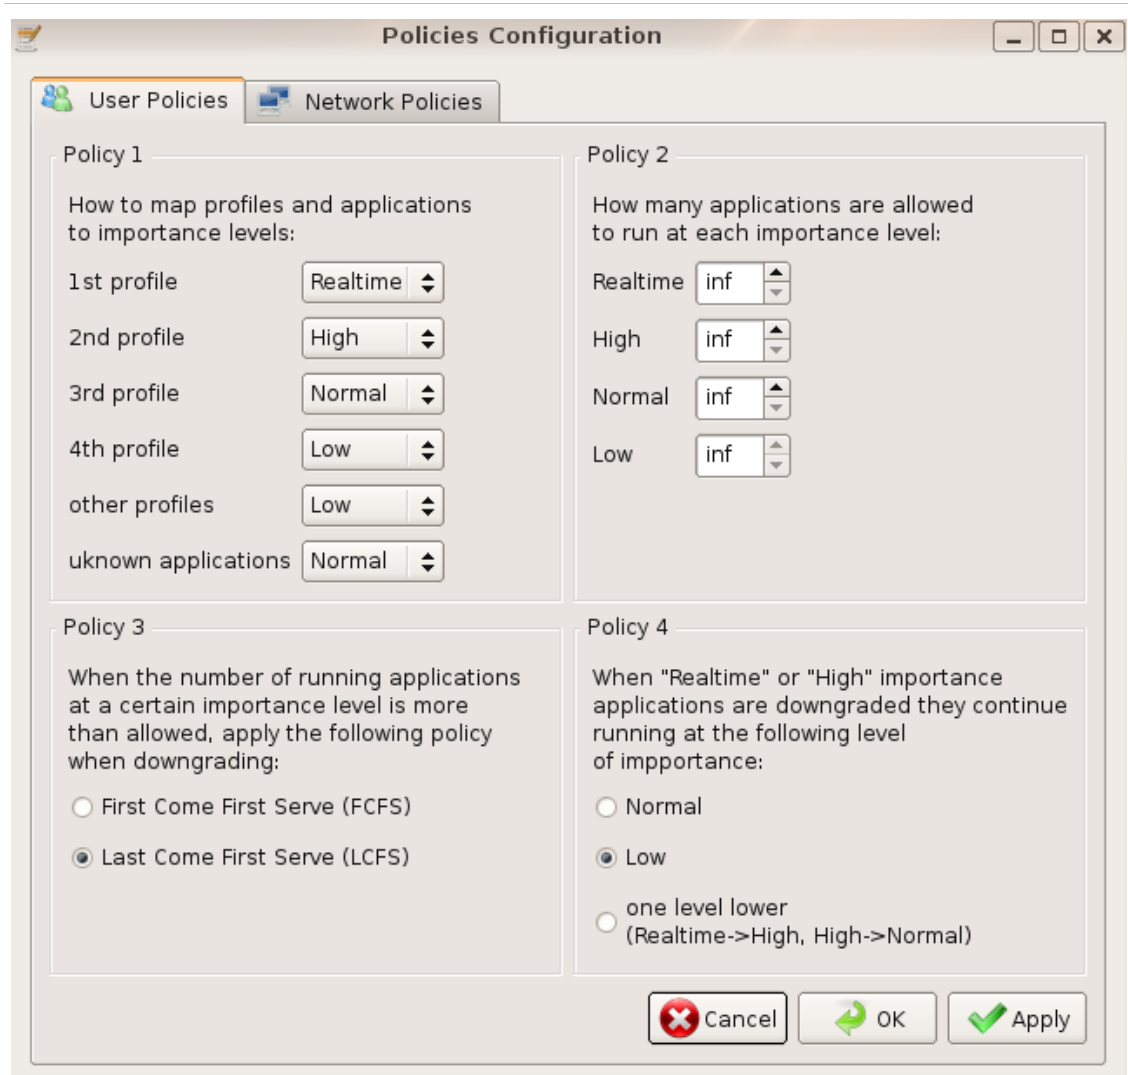 Policies Configuration
User Policies
Network Policies
Policy 1
How to map profiles and applications
to importance levels:
1st profile Realtime
2nd profile High
3rd profile Normal
4th profile Low
other profiles Low
uknown applications Normal
Policy 2
How many applications are allowed
to run at each importance level:
Realtime inf
High inf
Normal inf
Low inf
Policy 3
When the number of running applications
at a certain importance level is more
than allowed, apply the following policy
when downgrading:
First Come First Serve (FCFS)
Last Come First Serve (LCFS)
Policy 4
When "Realtime" or "High" importance
applications are downgraded they continue
running at the following level
of impportance:
Normal
Low
one level lower
(Realtime->High, High->Normal)
Cancel
OK
Apply